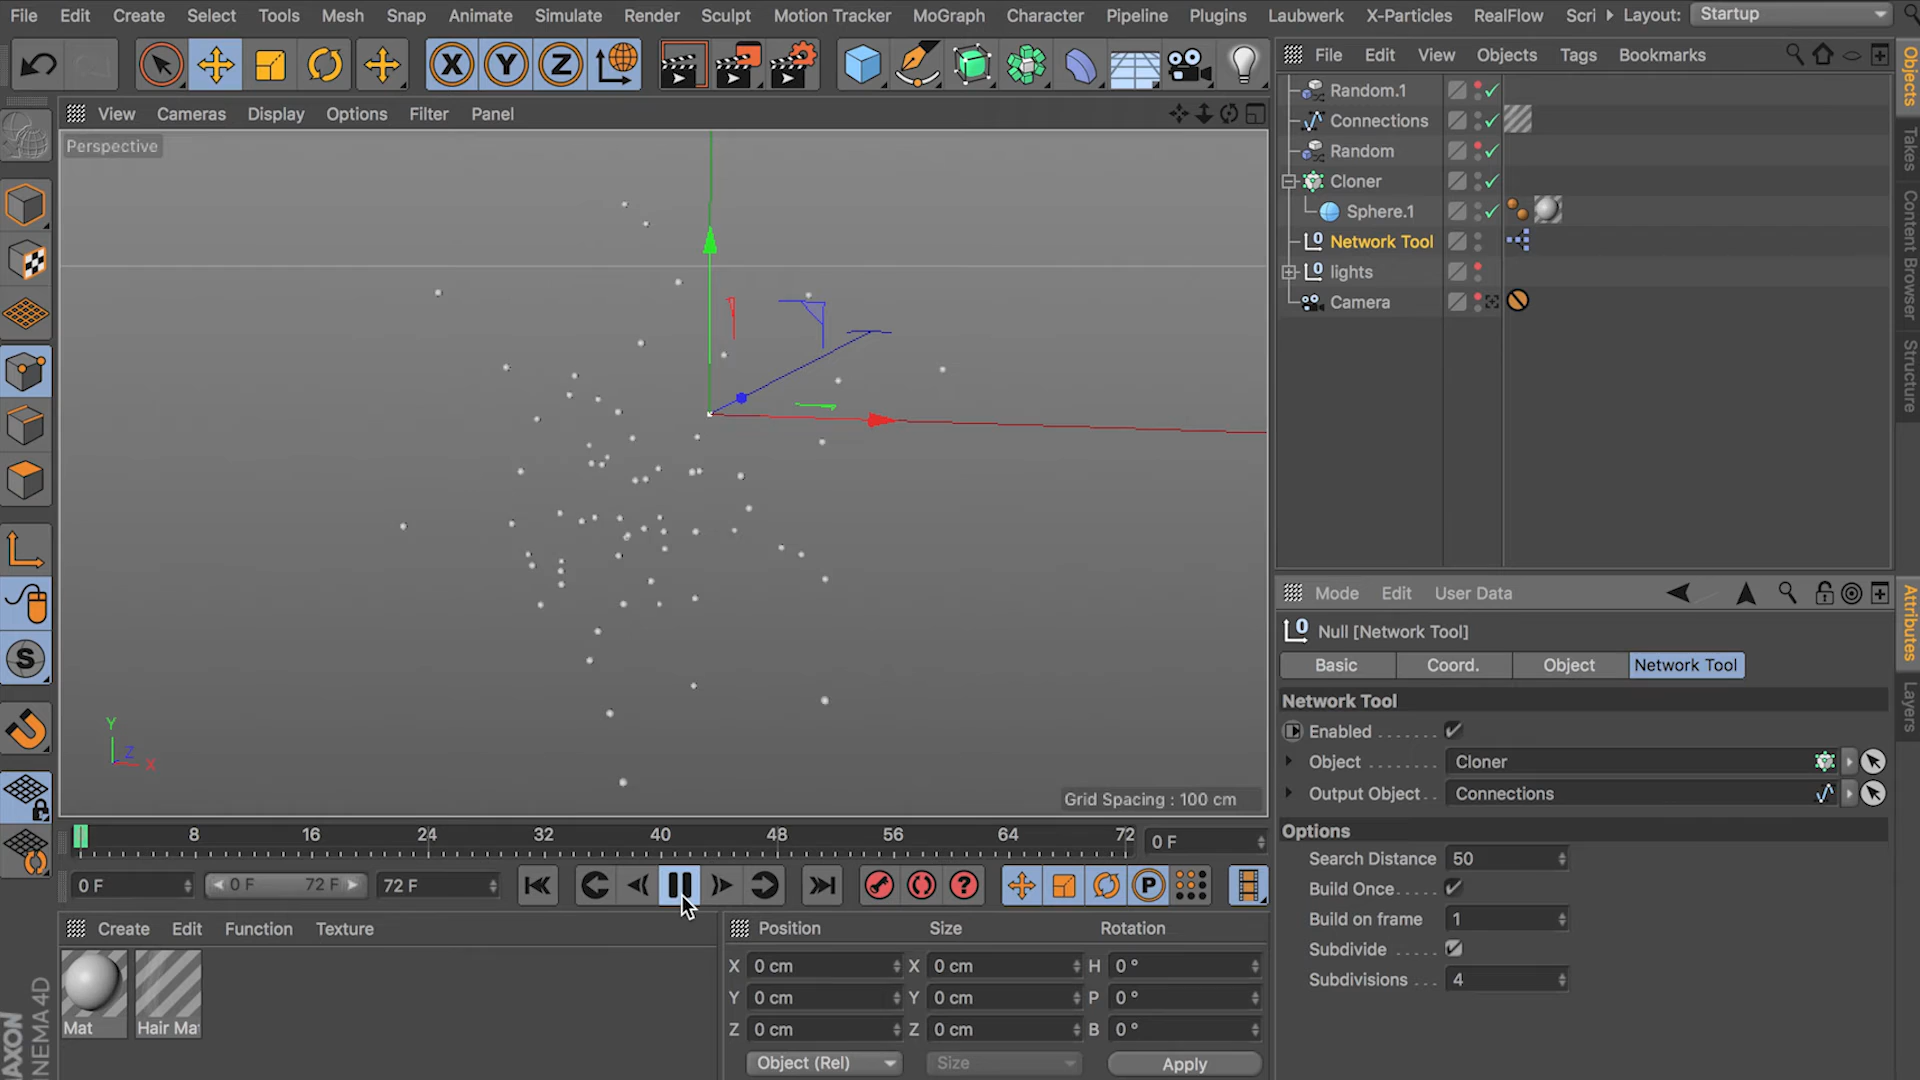 File Edit Create Select Tools Mesh Snap Animate Simulate Render Sculpt Motion Tracker MoGraph Character Pipeline Plugins Laubwerk X-Particles RealFlow Scri Layout: Startup
X Y Z
File Edit View Objects Tags Bookmarks
View Cameras Display Options Filter Panel
Perspective
Random.1
Connections
Random
Cloner
Sphere.1
Network Tool
lights
Camera
Objects
Takes
Content Browser
Structure
Y
Z
X
Grid Spacing : 100 cm
8 16 24 32 40 48 56 64 72 0 F
0 F 0 F 72 F 72 F
P
S
Mode Edit User Data
Null [Network Tool]
Basic Coord. Object Network Tool
Network Tool
Enabled
Object Cloner
Output Object Connections
Options
Search Distance 50
Build Once
Build on frame 1
Subdivide
Subdivisions 4
Attributes
Layers
Create Edit Function Texture
Mat Hair Ma
Position Size Rotation
X 0 cm X 0 cm H 0 °
Y 0 cm Y 0 cm P 0 °
Z 0 cm Z 0 cm B 0 °
Object (Rel) Size Apply
AXON
INEMA 4D